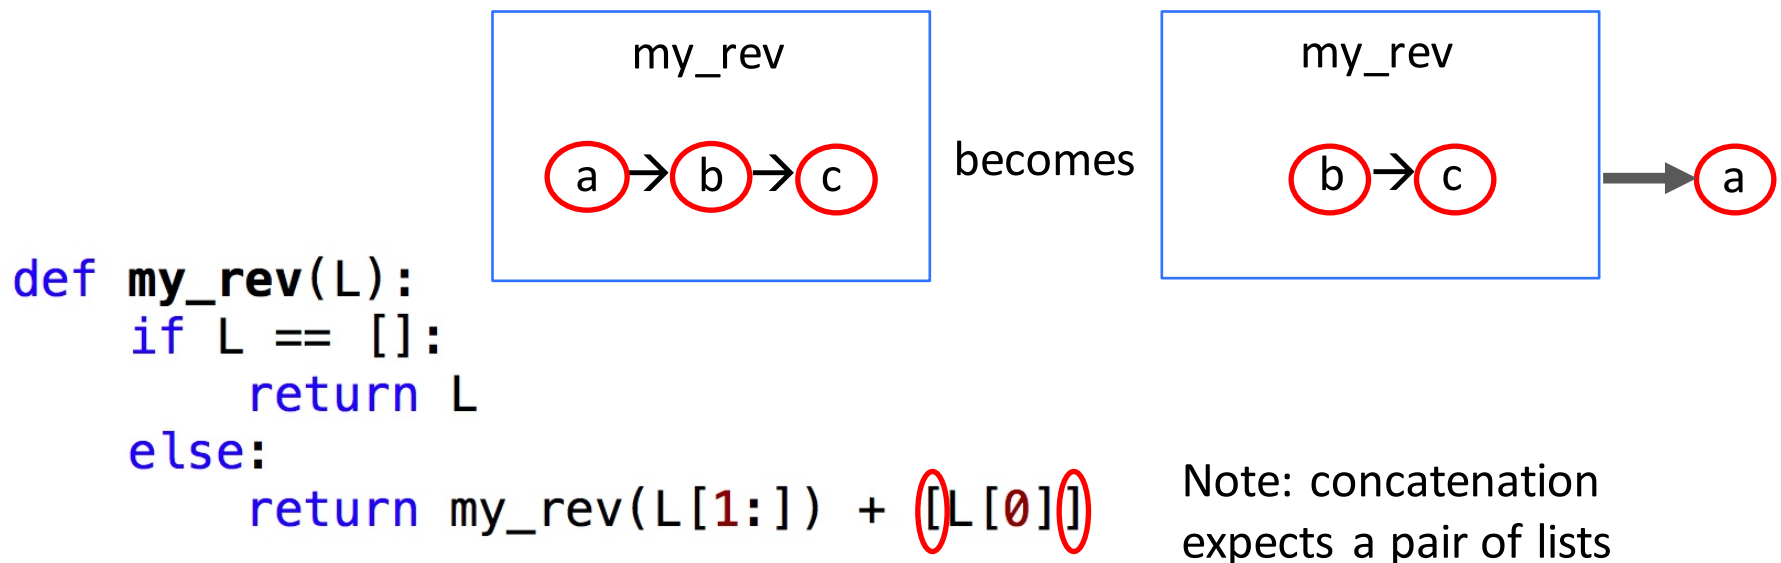 my_rev
a → b → c
becomes
my_rev
b → c
a
def my_rev(L):
    if L == []:
        return L
    else:
        return my_rev(L[1:]) + [L[0]]
Note: concatenation
expects a pair of lists